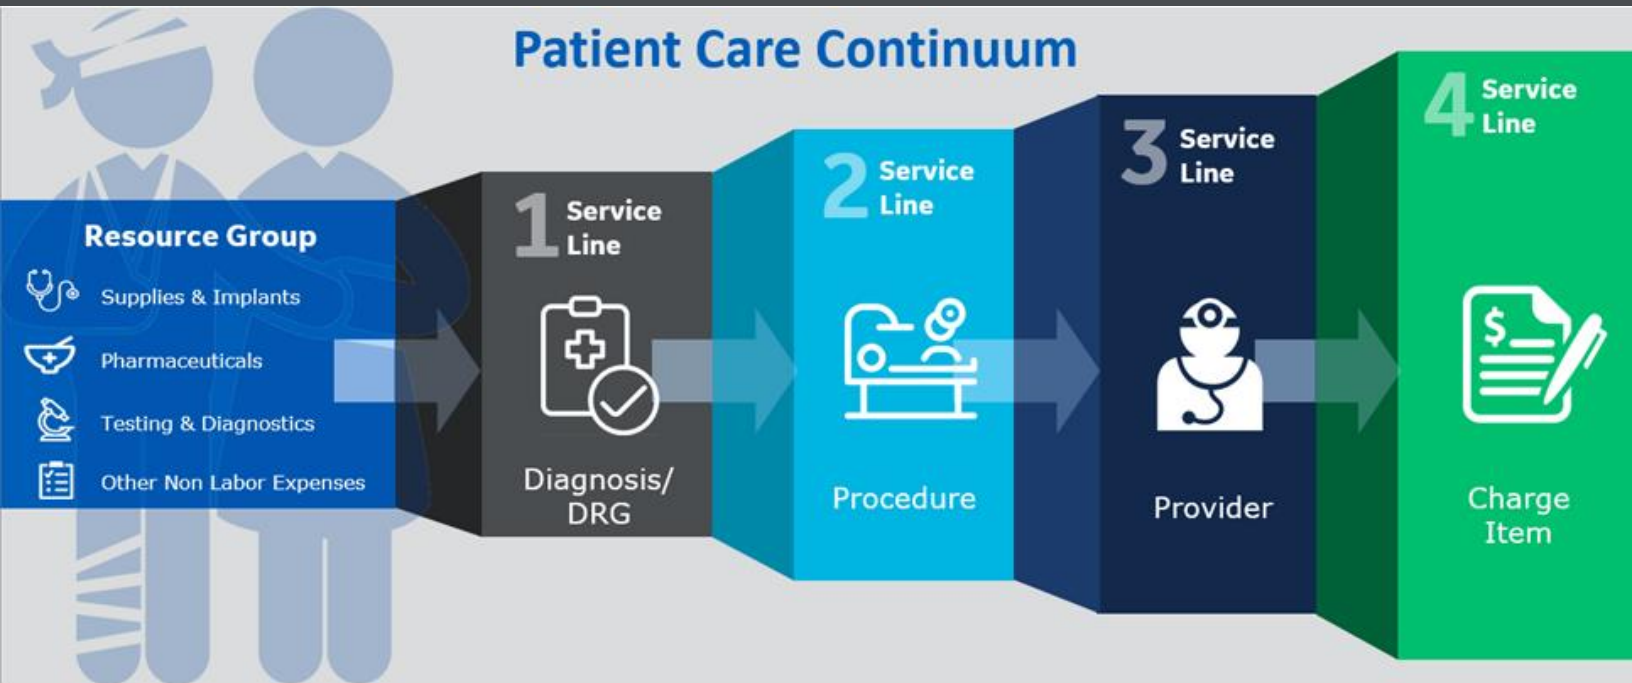 Patient Care Continuum
Resource Group
Supplies & Implants
Pharmaceuticals
Testing & Diagnostics
Other Non Labor Expenses
1 Service
Line
Diagnosis/
DRG
2 Service
Line
Procedure
3 Service
Line
Provider
4 Service
Line
$
Charge
Item